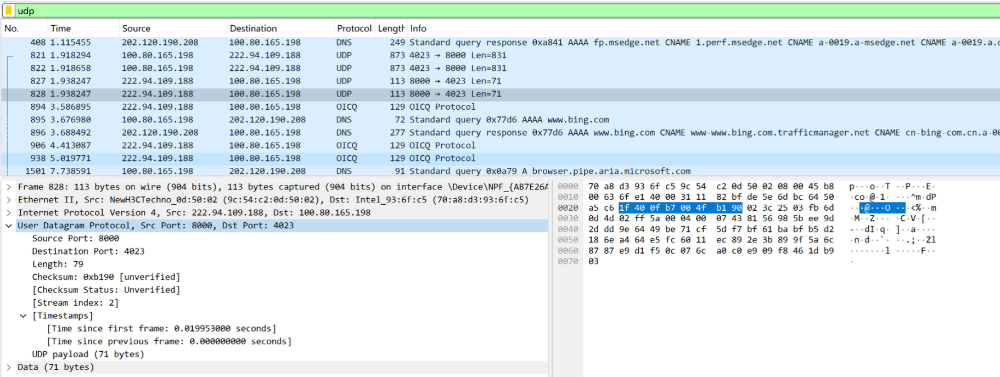 udp
No. Time Source Destination Protocol Length Info
408 1.115455 202.120.190.208 100.80.165.198 DNS 249 Standard query response 0xa841 AAAA fp.msedge.net CNAME 1.perf.msedge.net CNAME a-0019.a-msedge.net CNAME a-0019.a.
821 1.918294 100.80.165.198 222.94.109.188 UDP 873 4023 → 8000 Len=831
822 1.918658 100.80.165.198 222.94.109.188 UDP 873 4023 → 8000 Len=831
827 1.938247 222.94.109.188 100.80.165.198 UDP 113 8000 → 4023 Len=71
828 1.938247 222.94.109.188 100.80.165.198 UDP 113 8000 → 4023 Len=71
894 3.586895 222.94.109.188 100.80.165.198 OICQ 129 OICQ Protocol
895 3.676980 100.80.165.198 202.120.190.208 DNS 72 Standard query 0x77d6 AAAA www.bing.com
896 3.688492 202.120.190.208 100.80.165.198 DNS 277 Standard query response 0x77d6 AAAA www.bing.com CNAME www-www.bing.com.trafficmanager.net CNAME cn-bing-com.cn.a-00
906 4.413087 222.94.109.188 100.80.165.198 OICQ 129 OICQ Protocol
938 5.019771 222.94.109.188 100.80.165.198 OICQ 129 OICQ Protocol
1501 7.738591 100.80.165.198 202.120.190.208 DNS 91 Standard query 0x0a79 A browser.pipe.aria.microsoft.com
Frame 828: 113 bytes on wire (904 bits), 113 bytes captured (904 bits) on interface \Device\NPF_{AB7E26A
Ethernet II, Src: NewH3CTechno_0d:50:02 (9c:54:c2:0d:50:02), Dst: Intel_93:6f:c5 (70:a8:d3:93:6f:c5)
Internet Protocol Version 4, Src: 222.94.109.188, Dst: 100.80.165.198
User Datagram Protocol, Src Port: 8000, Dst Port: 4023
Source Port: 8000
Destination Port: 4023
Length: 79
Checksum: 0xb190 [unverified]
[Checksum Status: Unverified]
[Stream index: 2]
[Timestamps]
[Time since first frame: 0.019953000 seconds]
[Time since previous frame: 0.000000000 seconds]
UDP payload (71 bytes)
Data (71 bytes)
0000 70 a8 d3 93 6f c5 9c 54 c2 0d 50 02 08 00 45 b8 p···o··T ··P···E·
0010 00 63 6f e1 40 00 31 11 82 bf de 5e 6d bc 64 50 ·co·@·1· ···^m·dP
0020 a5 c6 1f 40 0f b7 00 4f b1 90 02 3c 25 03 fb 6d ···@···O ···<%··m
0030 0d 4d 02 ff 5a 00 04 00 07 43 81 56 98 5b ee 9d ·M··Z··· ·C·V·[··
0040 2d dd 9e 64 49 be 71 cf 5d f7 bf 61 ba bf b5 d2 -··dI·q· ]··a····
0050 18 6e a4 64 e5 fc 60 11 ec 89 2e 3b 89 9f 5a 6c ·n·d··`· ··.;··Zl
0060 87 87 e9 d1 f5 0c 07 6c a0 c0 e9 09 f8 46 1d b9 ·······l ·····F··
0070 03 ·